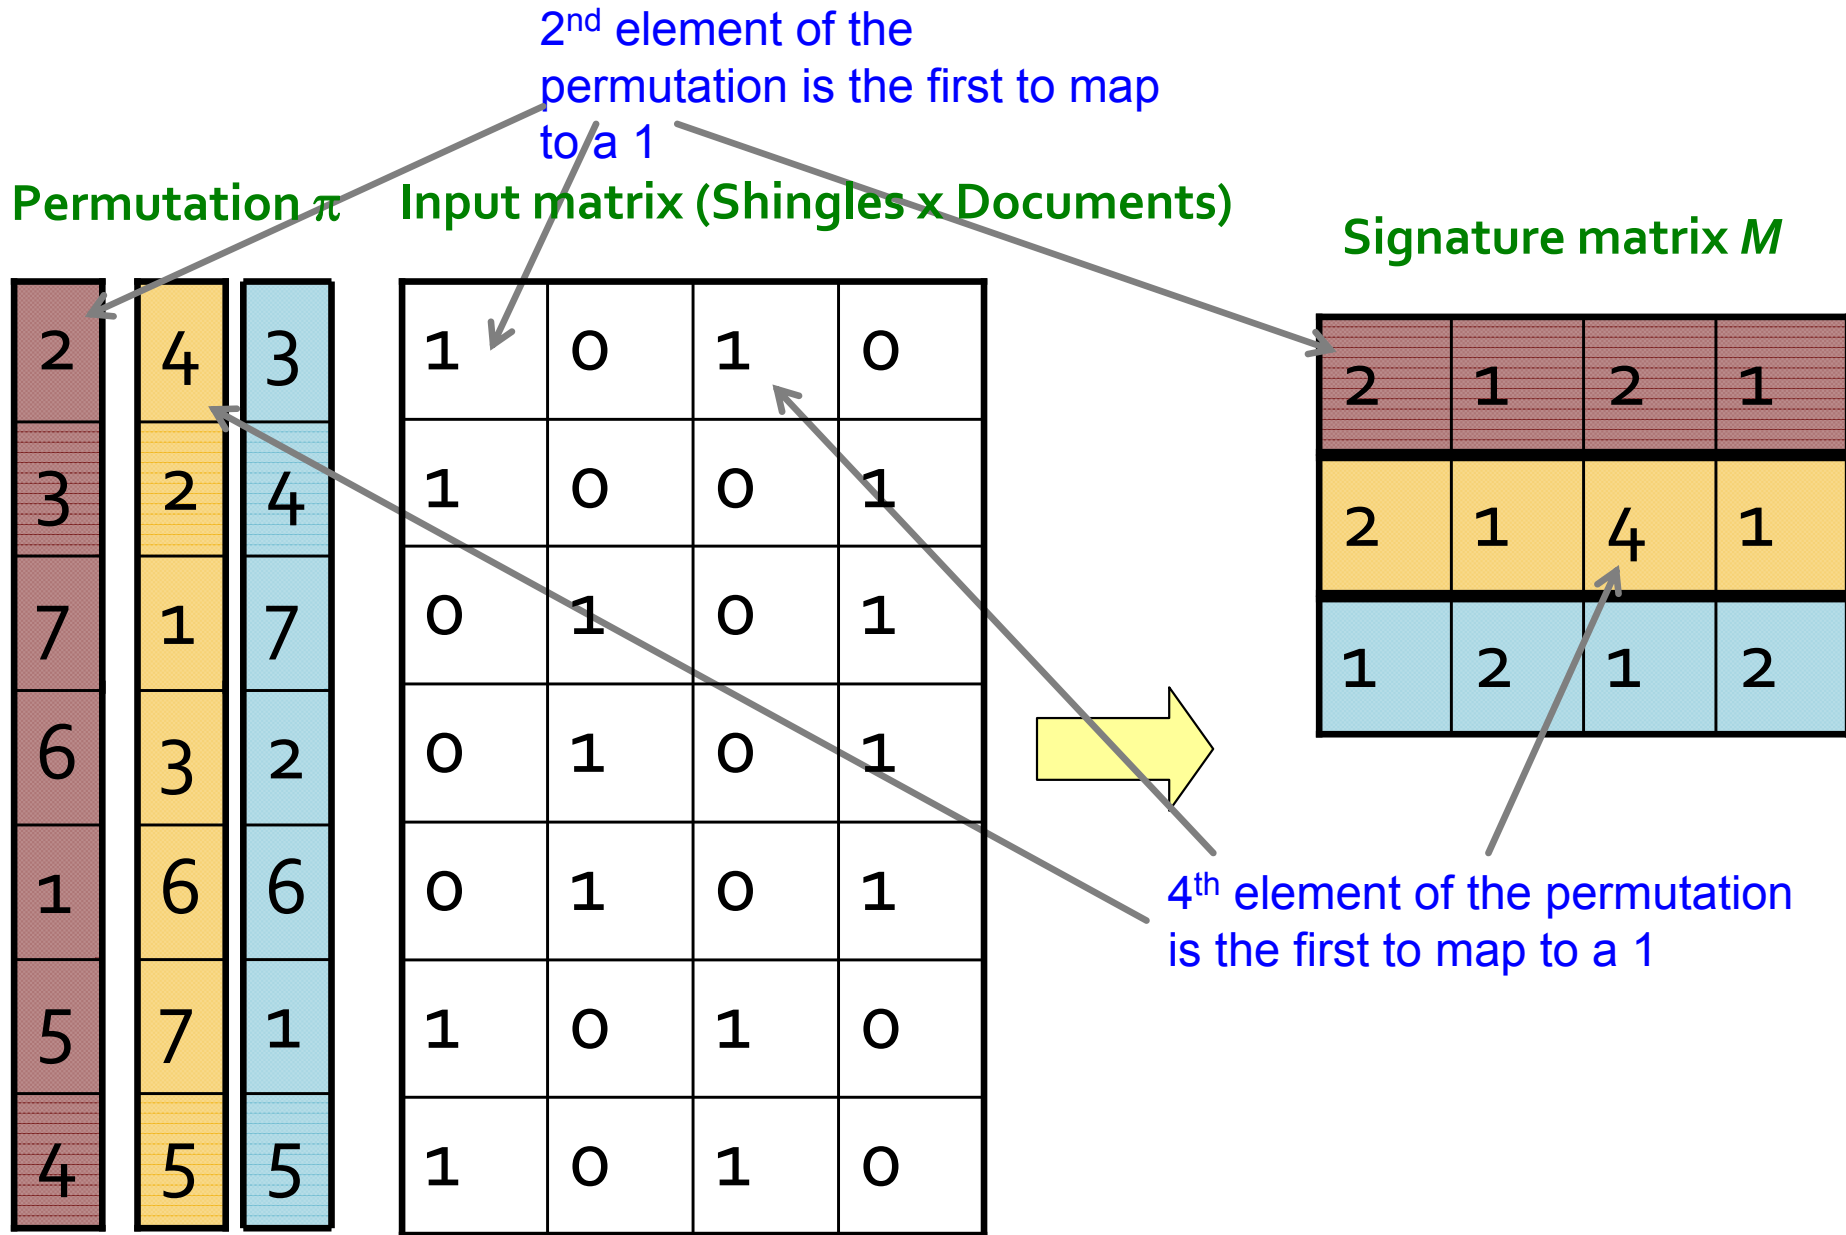 2nd element of the
permutation is the first to map
to a 1
Permutation π
Input matrix (Shingles x Documents)
Signature matrix M
2 4 3 1 0 1 0
3 2 4 1 0 0 1
7 1 7 0 1 0 1
6 3 2 0 1 0 1
1 6 6 0 1 0 1
5 7 1 1 0 1 0
4 5 5 1 0 1 0
2 1 2 1
2 1 4 1
1 2 1 2
4th element of the permutation
is the first to map to a 1